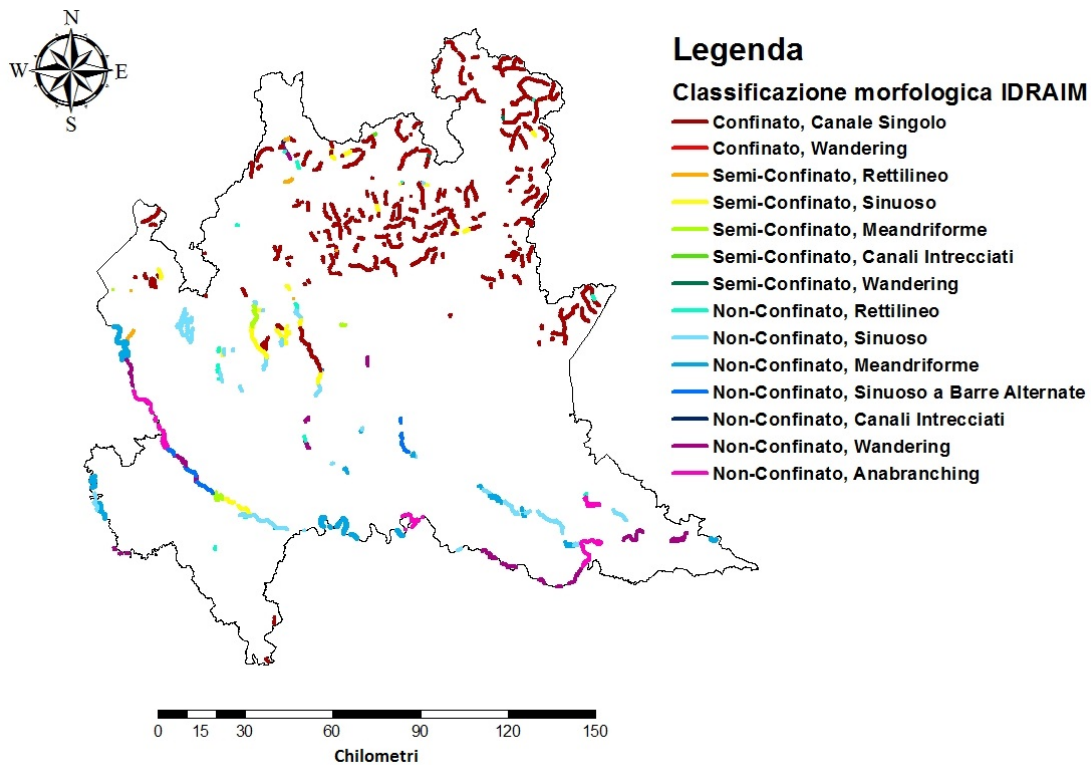 N
W E
S
Legenda
Classificazione morfologica IDRAIM
Confinato, Canale Singolo
Confinato, Wandering
Semi-Confinato, Rettilineo
Semi-Confinato, Sinuoso
Semi-Confinato, Meandriforme
Semi-Confinato, Canali Intrecciati
Semi-Confinato, Wandering
Non-Confinato, Rettilineo
Non-Confinato, Sinuoso
Non-Confinato, Meandriforme
Non-Confinato, Sinuoso a Barre Alternate
Non-Confinato, Canali Intrecciati
Non-Confinato, Wandering
Non-Confinato, Anabranching
0 15 30 60 90 120 150
Chilometri